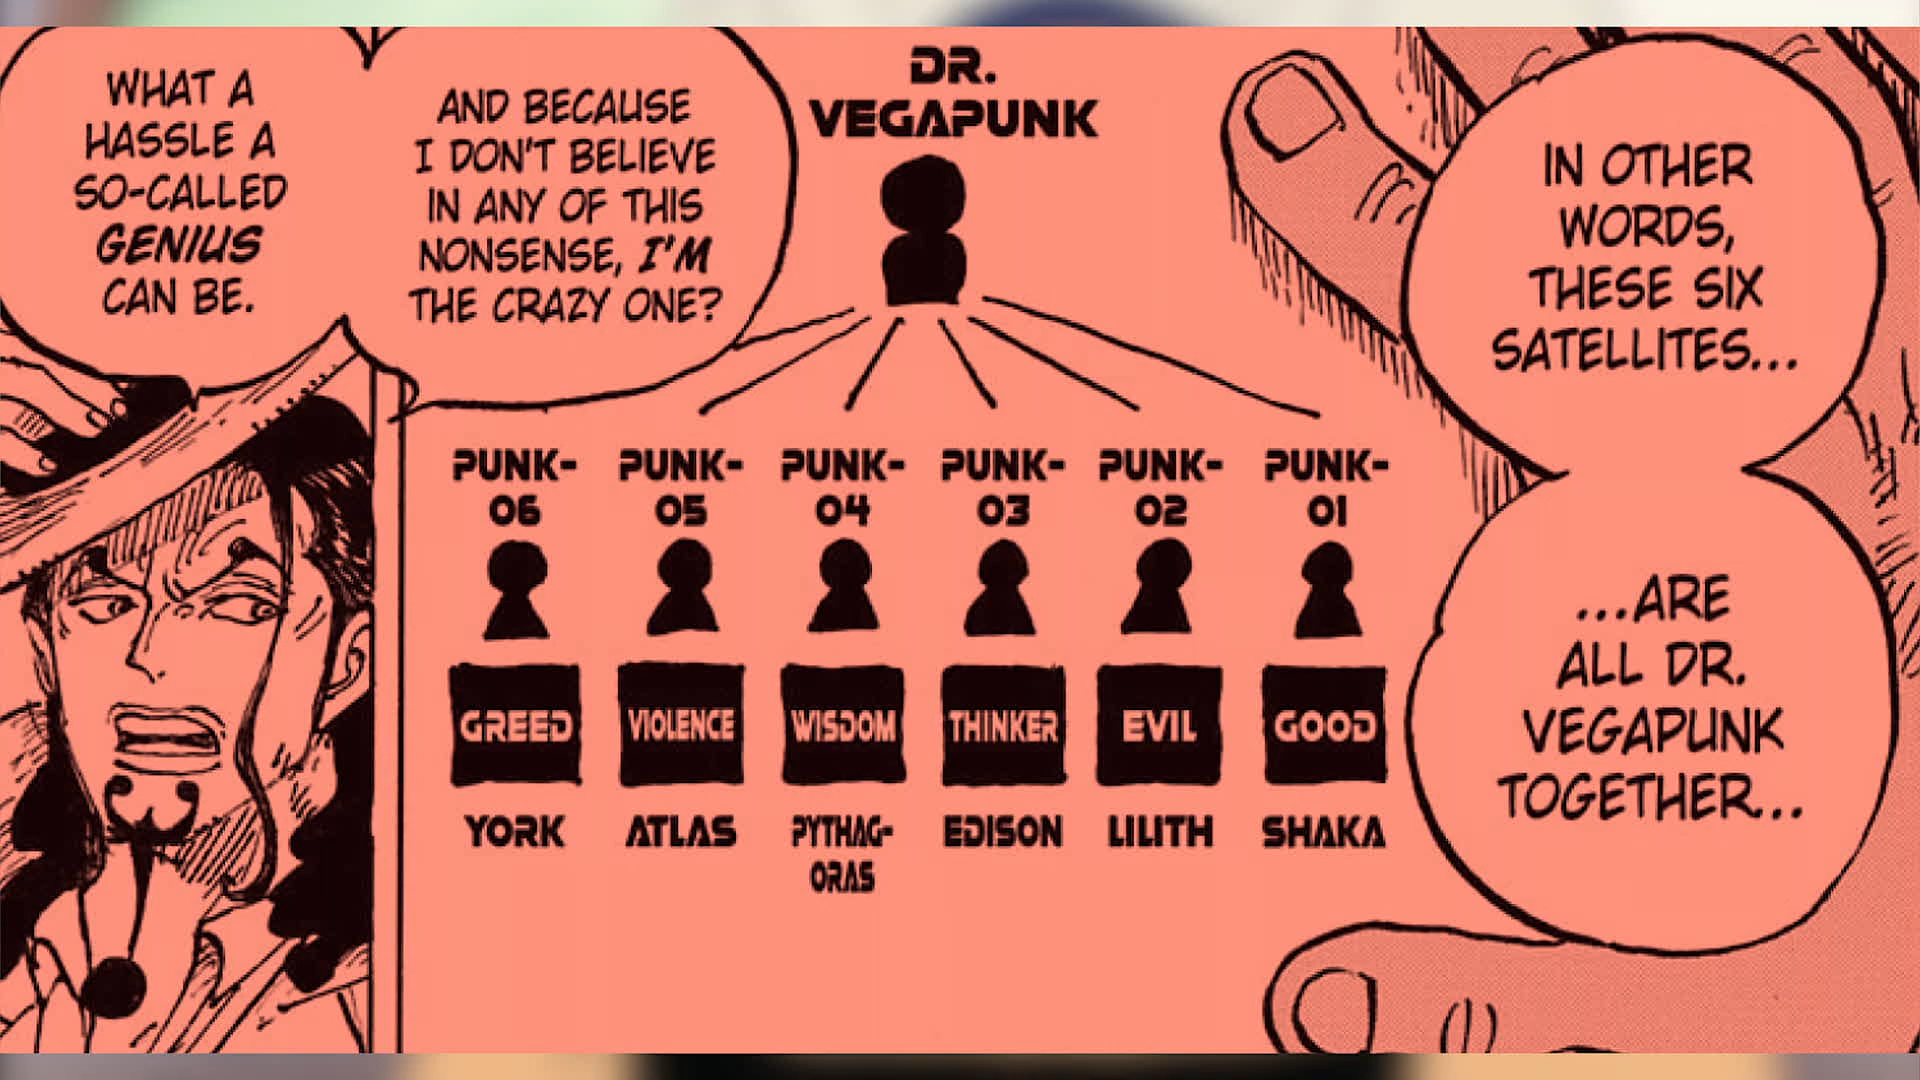 WHAT A
HASSLE A
SO-CALLED
GENIUS
CAN BE.
AND BECAUSE
I DON'T BELIEVE
IN ANY OF THIS
NONSENSE, I'M
THE CRAZY ONE?
DR.
VEGAPUNK
IN OTHER
WORDS,
THESE SIX
SATELLITES...
...ARE
ALL DR.
VEGAPUNK
TOGETHER...
PUNK-
06
PUNK-
05
PUNK-
04
PUNK-
03
PUNK-
02
PUNK-
01
GREED
VIOLENCE
WISDOM
THINKER
EVIL
GOOD
YORK
ATLAS
PYTHAG-
ORAS
EDISON
LILITH
SHAKA